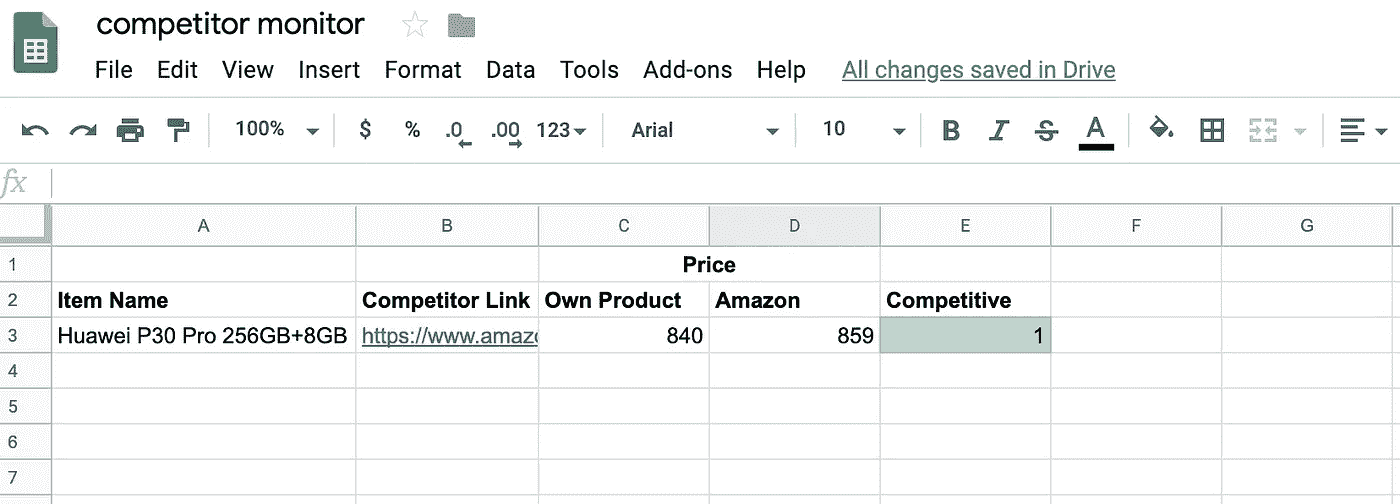 competitor monitor
File Edit View Insert Format Data Tools Add-ons Help All changes saved in Drive
100% $ % .0 .00 123 Arial 10 B I S A
fx
A B C D E F G
1 Price
2 Item Name Competitor Link Own Product Amazon Competitive
3 Huawei P30 Pro 256GB+8GB https://www.amazo 840 859 1
4
5
6
7